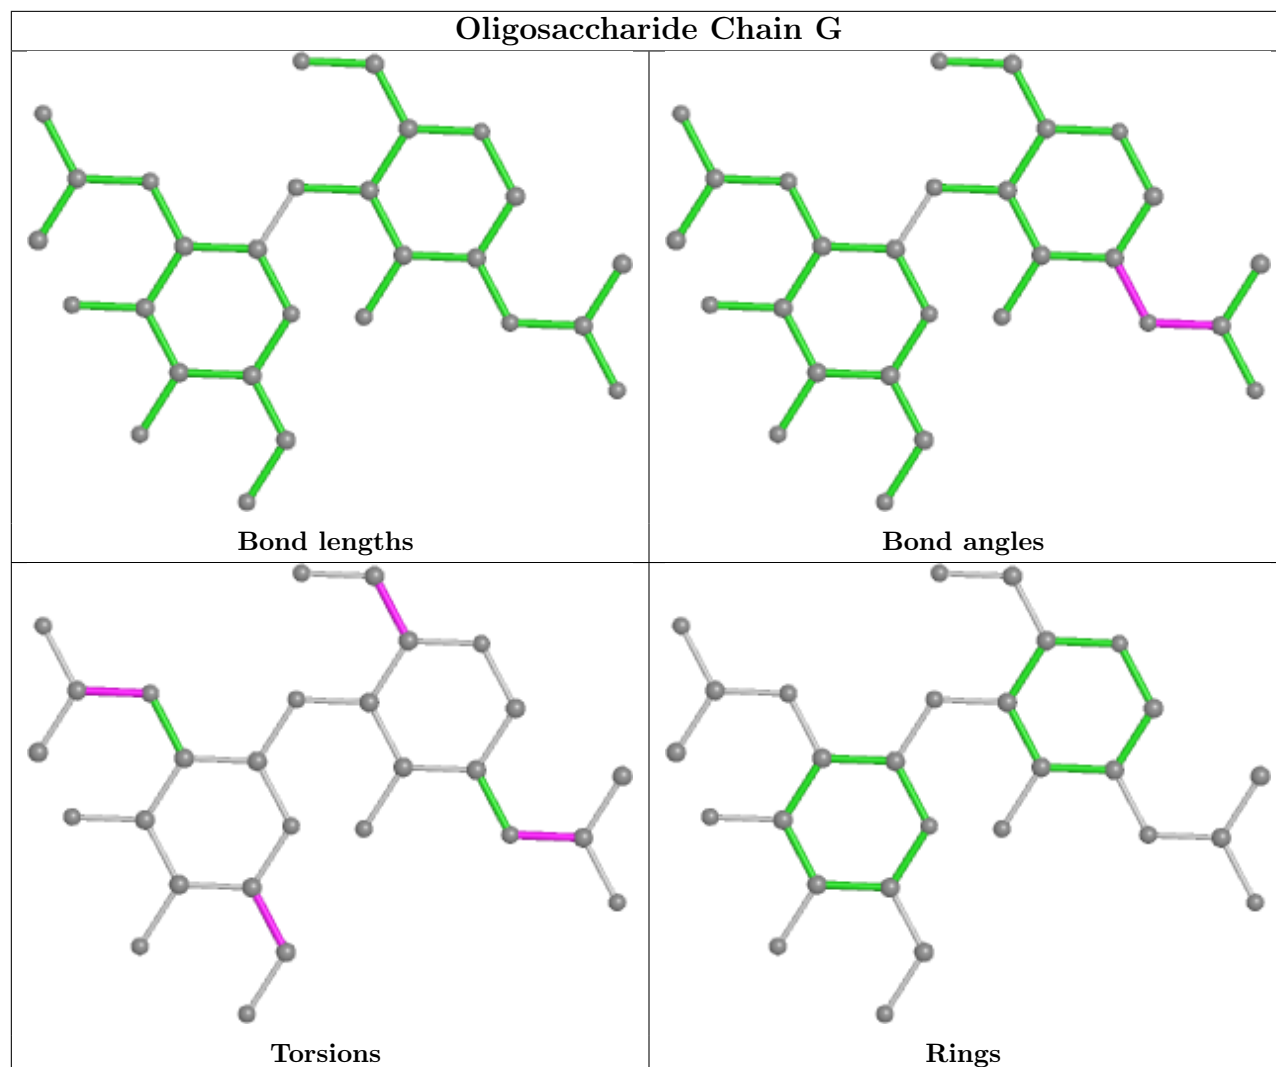 Oligosaccharide Chain G
Bond lengths
Bond angles
Torsions
Rings